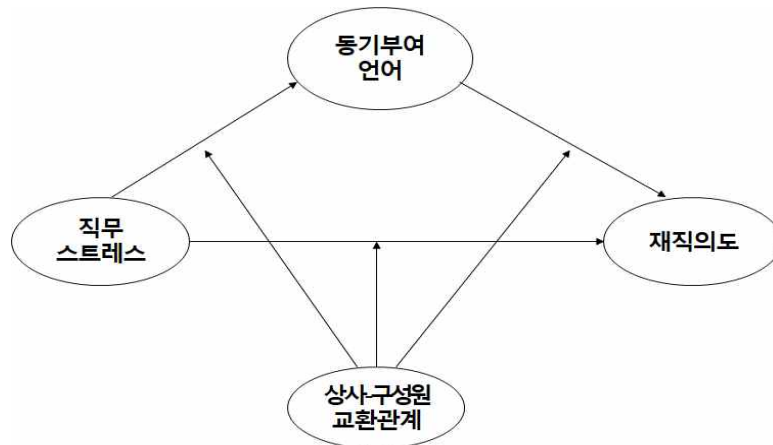 동기부여
언어
직무
스트레스
재직의도
상사-구성원
교환관계